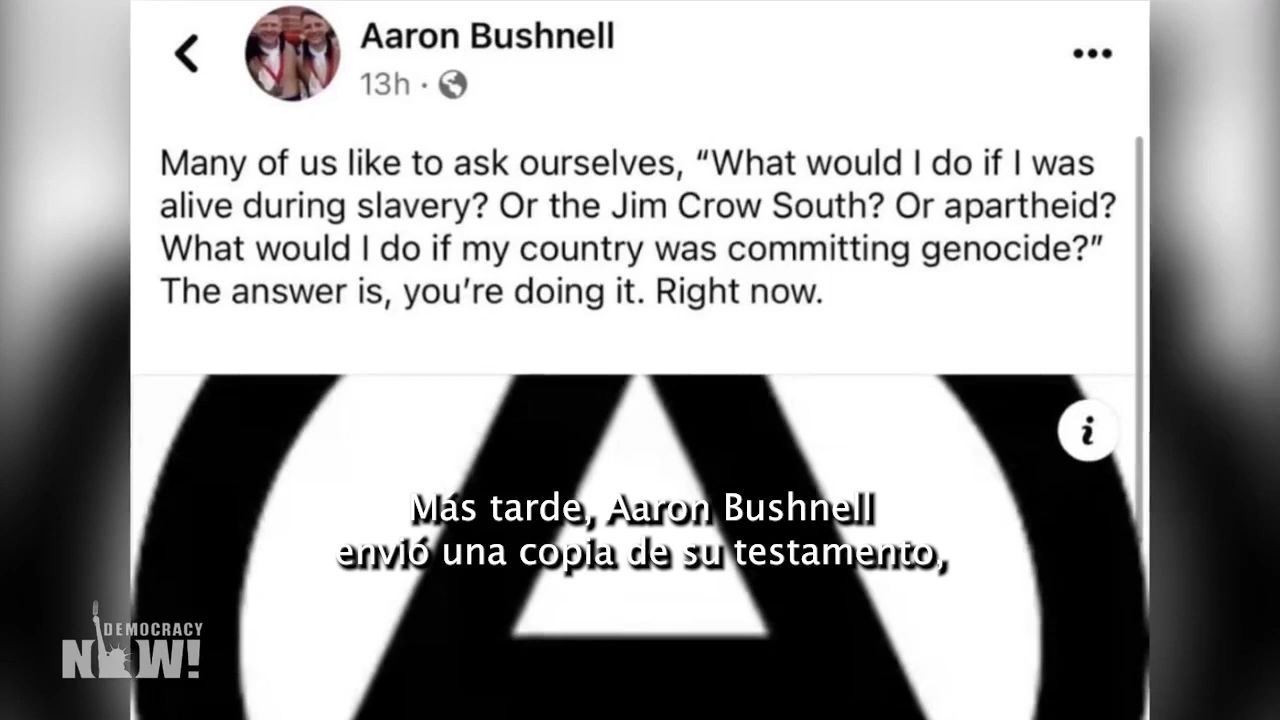 Aaron Bushnell
13h ·
Many of us like to ask ourselves, “What would I do if I was
alive during slavery? Or the Jim Crow South? Or apartheid?
What would I do if my country was committing genocide?”
The answer is, you’re doing it. Right now.
i
Más tarde, Aaron Bushnell
envió una copia de su testamento,
DEMOCRACY
NOW!